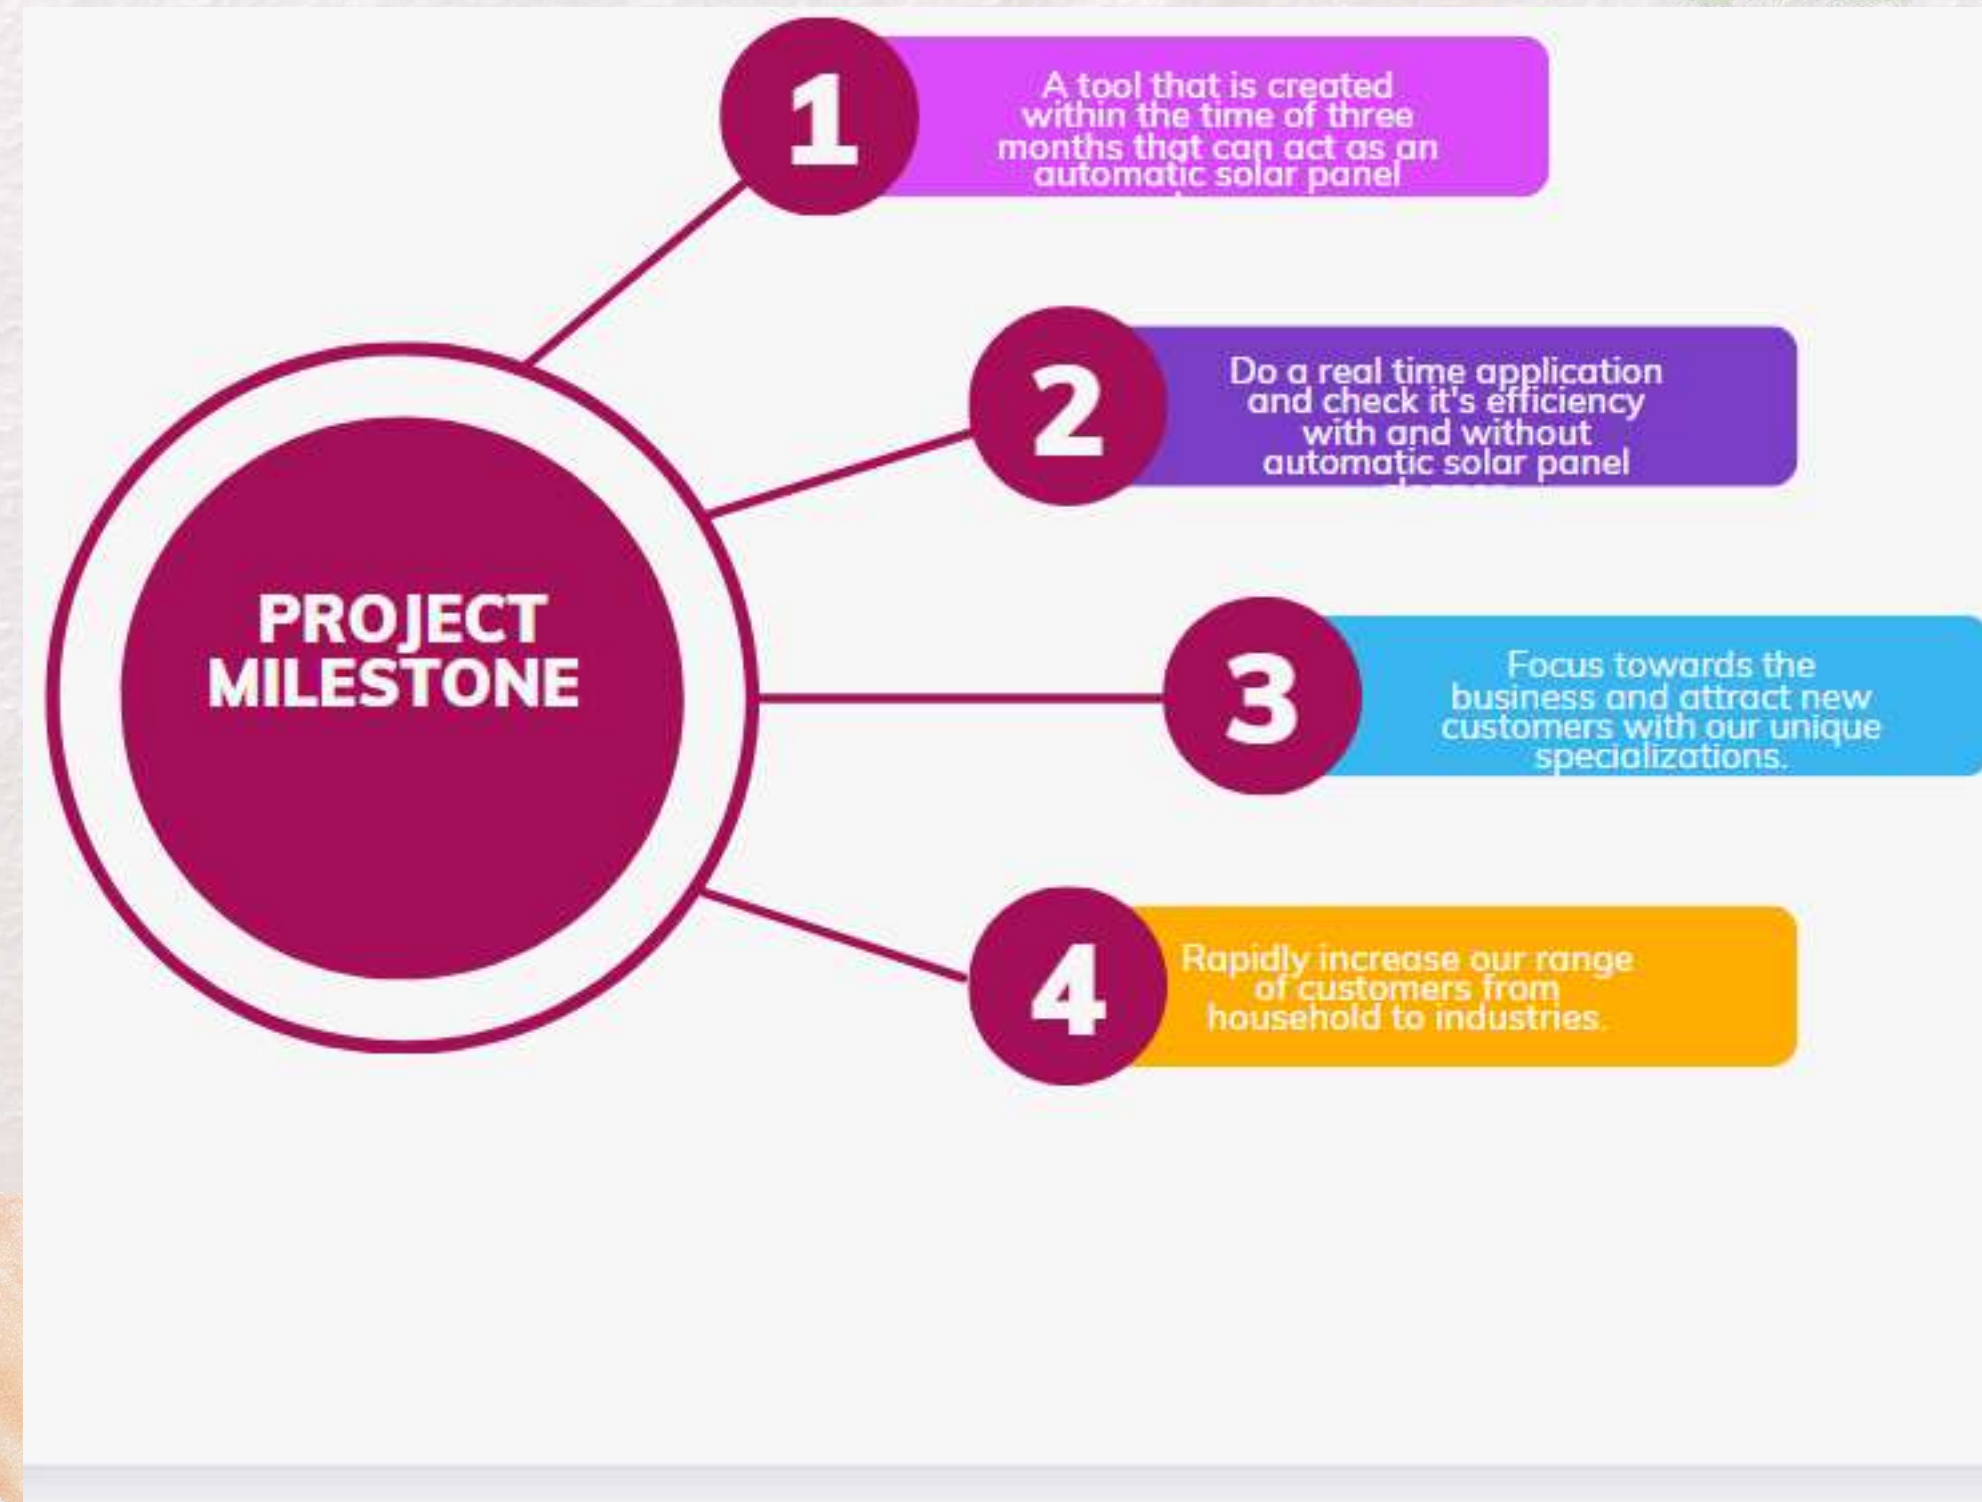 PROJECT
MILESTONE
1
A tool that is created
within the time of three
months that can act as an
automatic solar panel
2
Do a real time application
and check it's efficiency
with and without
automatic solar panel
3
Focus towards the
business and attract new
customers with our unique
specializations.
4
Rapidly increase our range
of customers from
household to industries.